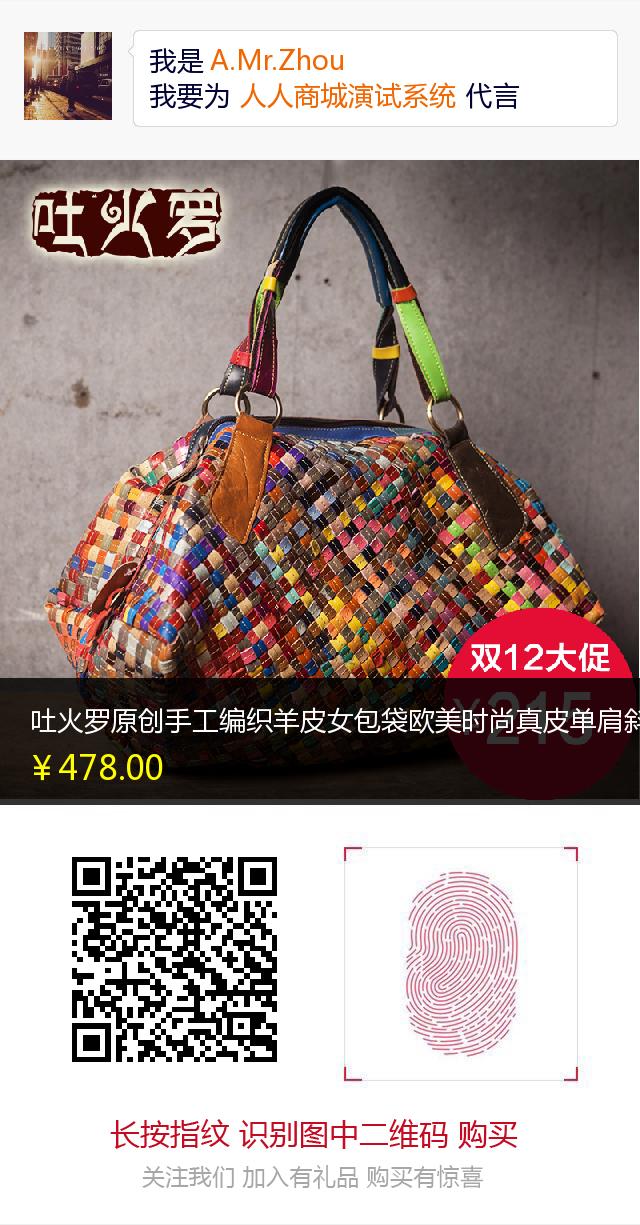 我是 A.Mr.Zhou
我要为 人人商城演试系统 代言
吐火罗
双12大促
¥215
吐火罗原创手工编织羊皮女包袋欧美时尚真皮单肩斜
¥478.00
长按指纹 识别图中二维码 购买
关注我们 加入有礼品 购买有惊喜